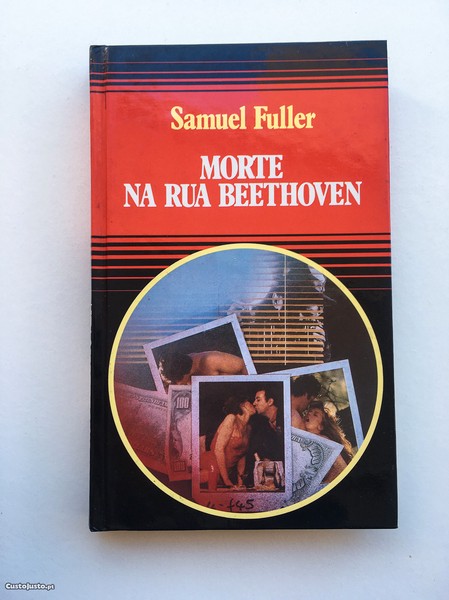 Samuel Fuller
MORTE
NA RUA BEETHOVEN
100
CustoJusto.pt